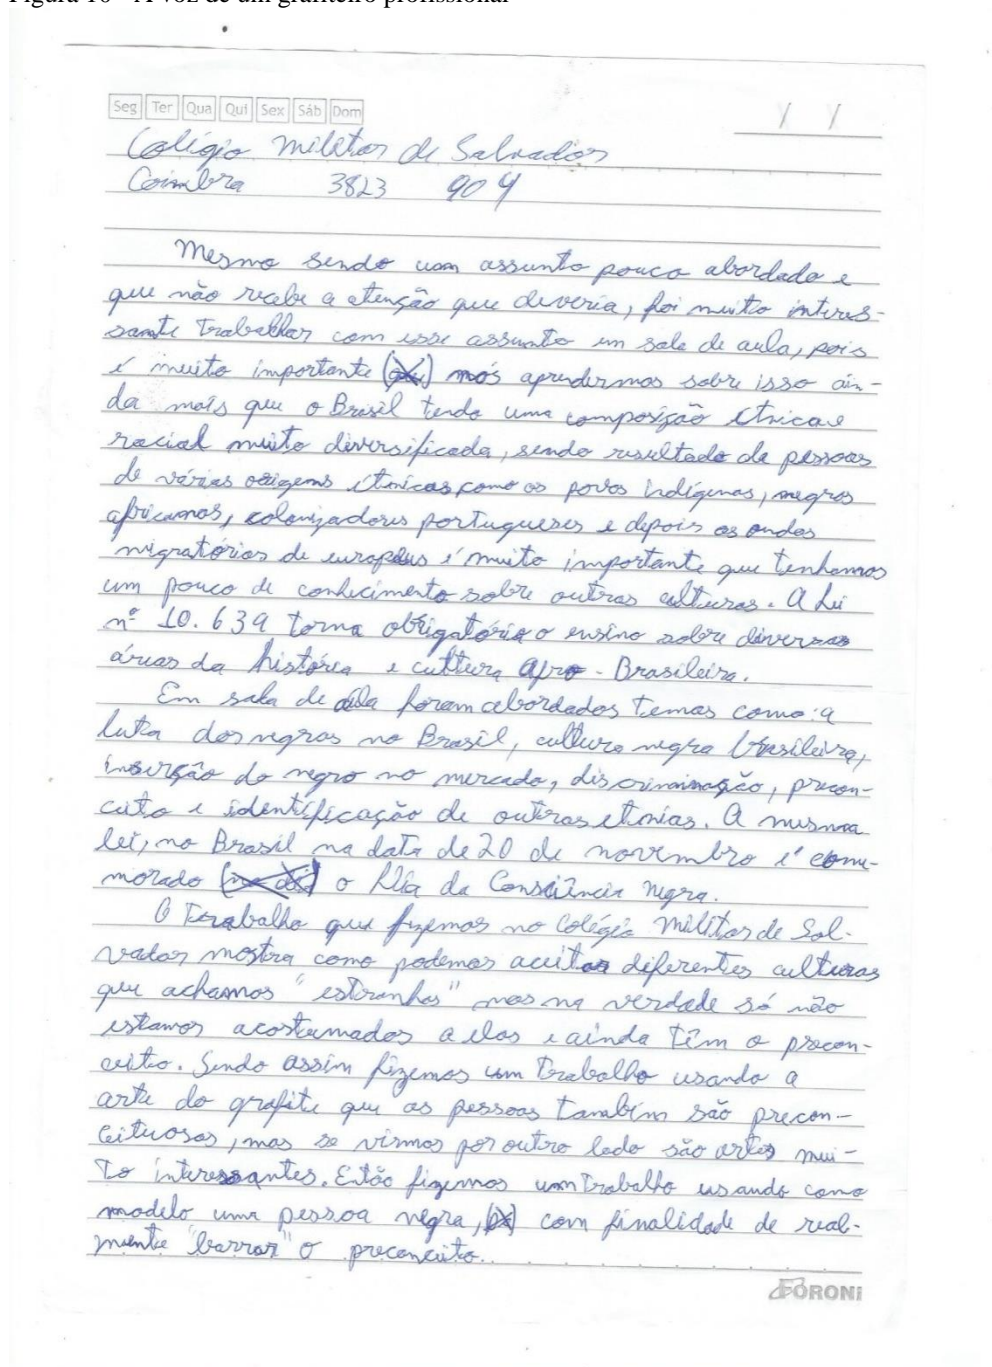 Figura 16 - A voz de um grafiteiro profissional
Seg Ter Qua Qui Sex Sáb Dom
/ /
Colégio Militar de Salvador
Coimbra 3823 904
Mesmo sendo um assunto pouco abordado e
que não recebe a atenção que deveria, foi muito interes-
sante Trabalhar com esse assunto em sala de aula, pois
é muito importante nós aprendermos sobre isso ain-
da mais que o Brasil tendo uma composição étnica e
racial muito diversificada, sendo resultado de pessoas
de várias origens étnicas como os povos indígenas, negros
africanos, colonizadores portugueses e depois as ondas
migratórias de europeus é muito importante que tenhamos
um pouco de conhecimento sobre outras culturas. A Lei
nº 10.639 torna obrigatório o ensino sobre diversas
áreas da história e cultura Afro-Brasileira.
Em sala de aula foram abordados temas como: a
luta dos negros no Brasil, cultura negra brasileira,
inserção do negro no mercado, discriminação, precon-
ceito e identificação de outras etnias. A mesma
lei, no Brasil na data de 20 de novembro é come-
morado o Dia da Consciência negra.
O Trabalho que fizemos no Colégio Militar de Sal-
vador mostra como podemos aceitar diferentes culturas
que achamos "estranhas" mas na verdade só não
estamos acostumados a elas e ainda têm o precon-
ceito. Sendo assim fizemos um Trabalho usando a
arte do grafite que as pessoas também são precon-
ceituosas, mas se virmos por outro lado são artes mui-
to interessantes. Então fizemos um Trabalho usando como
modelo uma pessoa negra, com finalidade de real-
mente "barrar" o preconceito.
FORONI